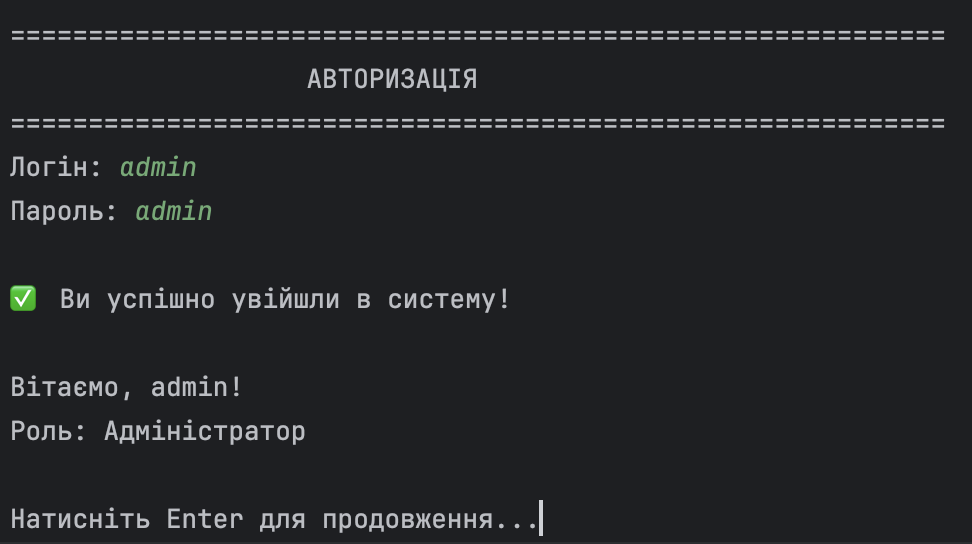 ============================================================
АВТОРИЗАЦІЯ
============================================================
Логін: admin
Пароль: admin
✅ Ви успішно увійшли в систему!
Вітаємо, admin!
Роль: Адміністратор
Натисніть Enter для продовження...